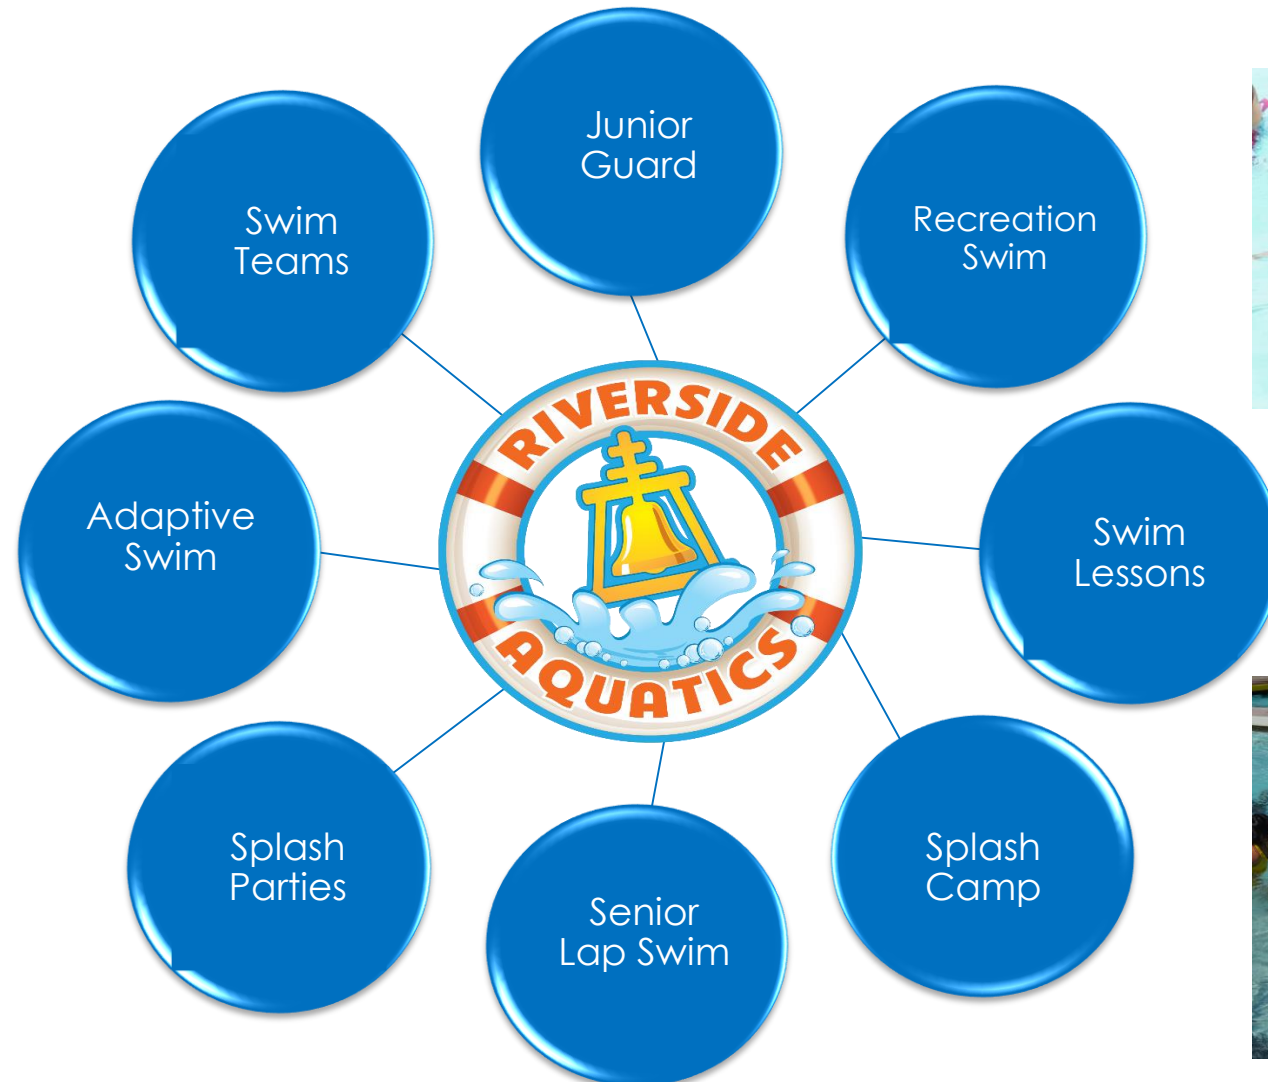 Junior
Guard
Swim
Teams
Recreation
Swim
RIVERSIDE
AQUATICS
Adaptive
Swim
Swim
Lessons
Splash
Parties
Splash
Camp
Senior
Lap Swim